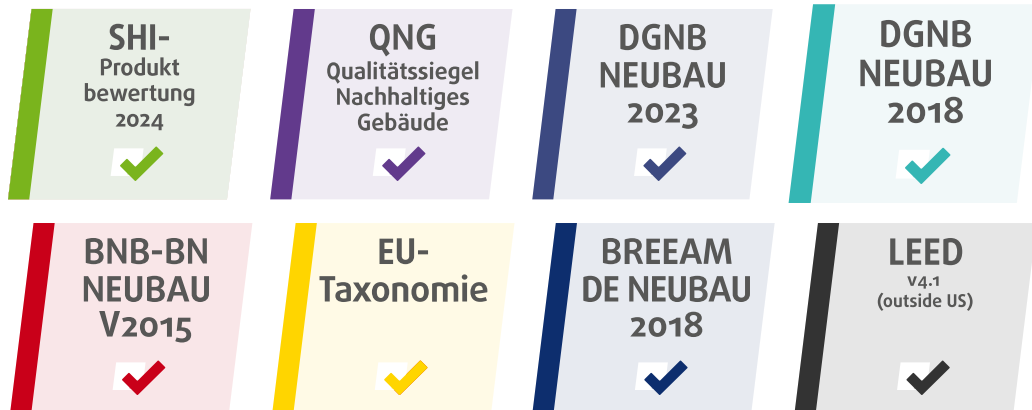 SHI-
Produkt
bewertung
2024
QNG
Qualitätssiegel
Nachhaltiges
Gebäude
DGNB
NEUBAU
2023
DGNB
NEUBAU
2018
BNB-BN
NEUBAU
V2015
EU-
Taxonomie
BREEAM
DE NEUBAU
2018
LEED
v4.1
(outside US)